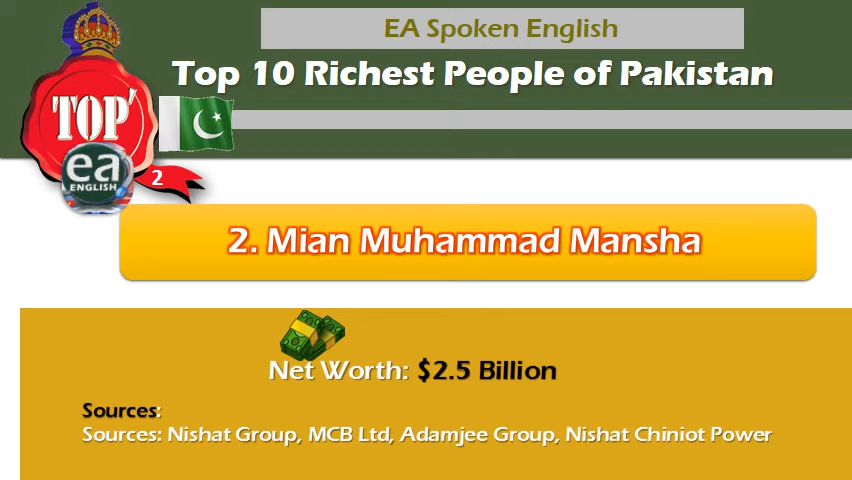 EA Spoken English
Top 10 Richest People of Pakistan
TOP'
ea
ENGLISH
2
2. Mian Muhammad Mansha
Net Worth: $2.5 Billion
Sources:
Sources: Nishat Group, MCB Ltd, Adamjee Group, Nishat Chiniot Power